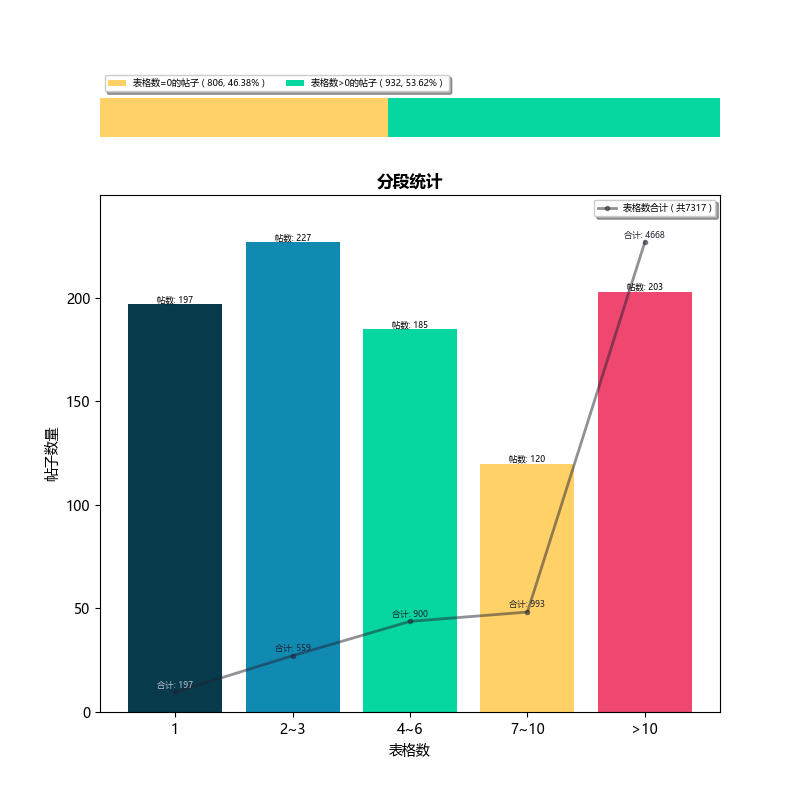 表格数=0的帖子 ( 806, 46.38% )
表格数>0的帖子 ( 932, 53.62% )
分段统计
表格数合计 ( 共7317 )
合计: 4668
帖数: 227
帖数: 203
帖数: 197
帖数: 185
帖数: 120
合计: 993
合计: 900
合计: 559
合计: 197
200
150
100
50
0
帖子数量
1
2~3
4~6
7~10
>10
表格数